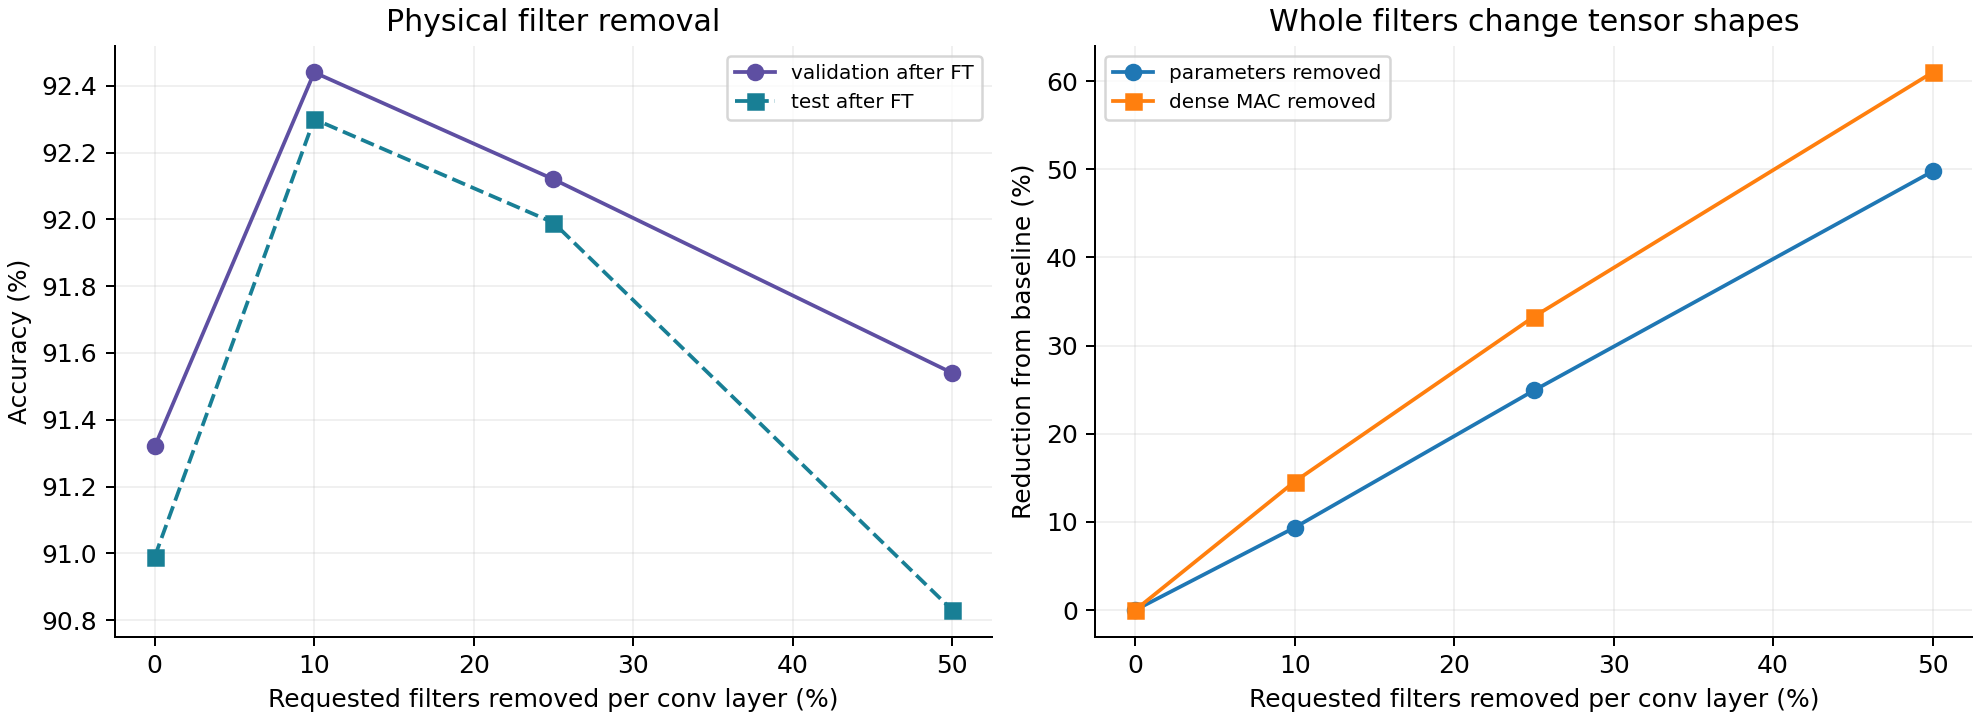 Physical filter removal
validation after FT
test after FT
92.4
92.2
92.0
91.8
91.6
91.4
91.2
91.0
90.8
Accuracy (%)
0 10 20 30 40 50
Requested filters removed per conv layer (%)
Whole filters change tensor shapes
parameters removed
dense MAC removed
60
50
40
30
20
10
0
Reduction from baseline (%)
0 10 20 30 40 50
Requested filters removed per conv layer (%)